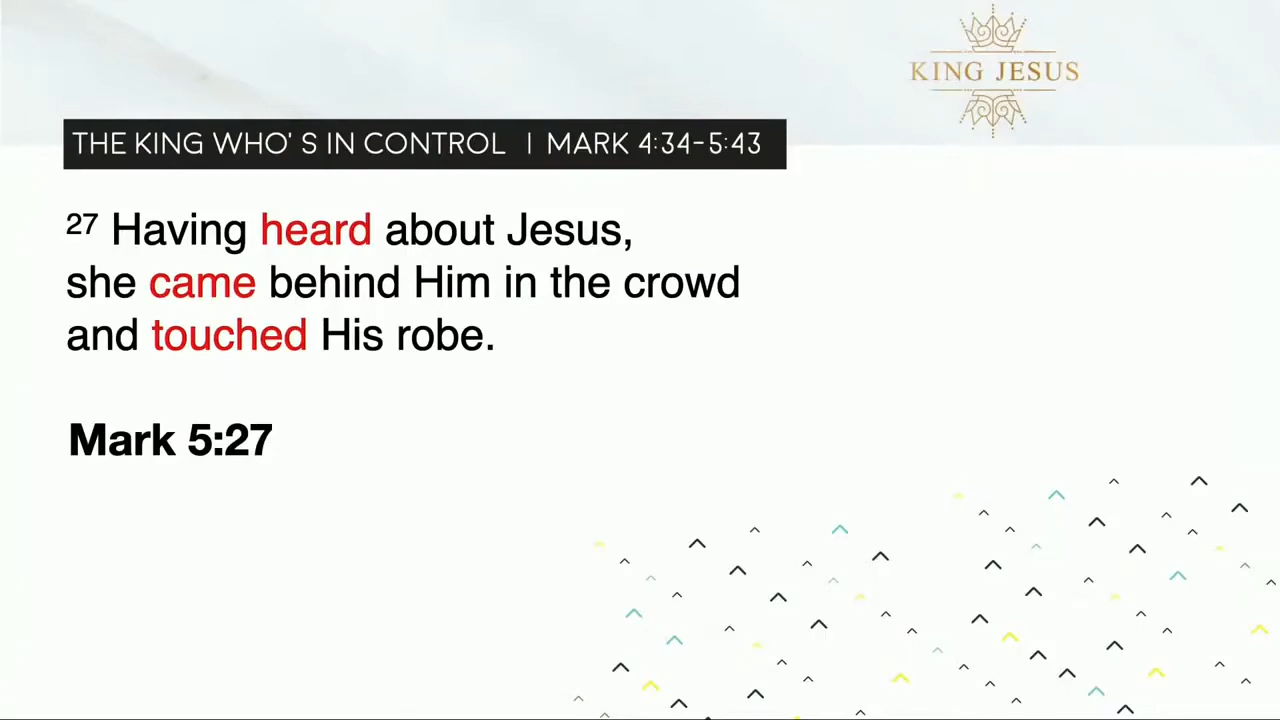 KING JESUS
THE KING WHO' S IN CONTROL | MARK 4:34-5:43
27 Having heard about Jesus,
she came behind Him in the crowd
and touched His robe.
Mark 5:27